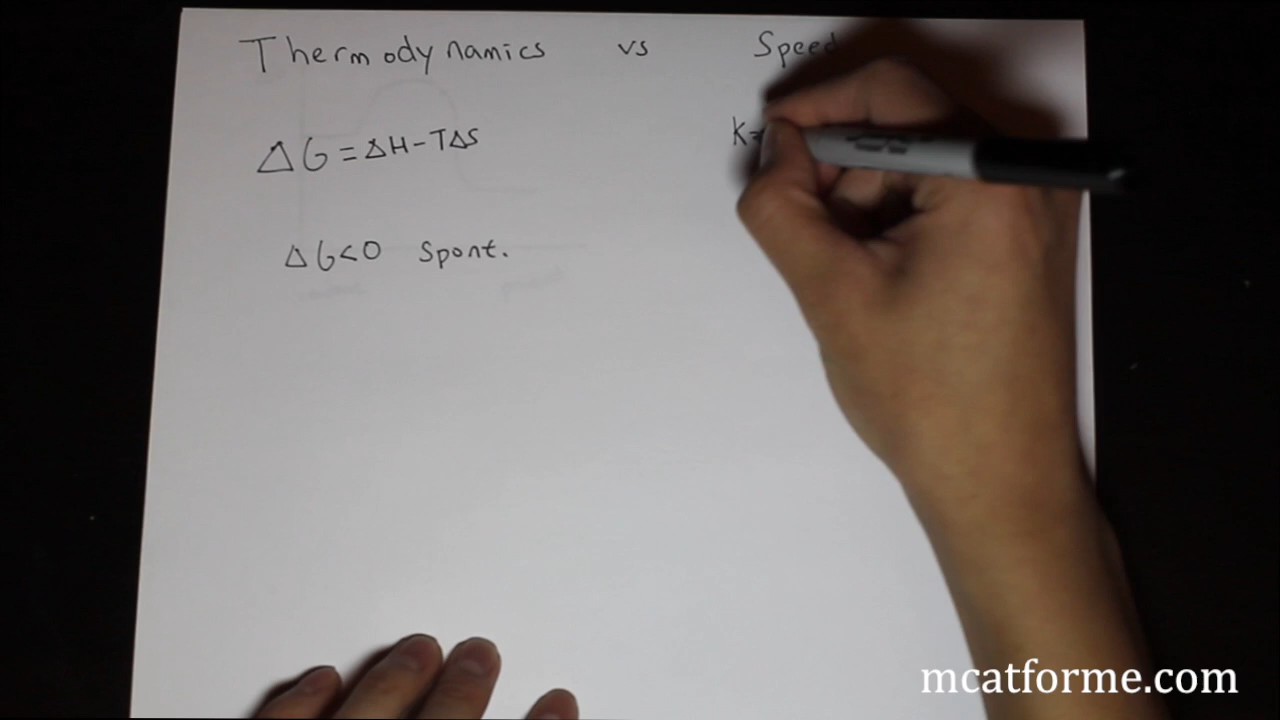 Thermodynamics vs Speed
ΔG=ΔH-TΔS
K=
ΔG<0 Spont.
mcatforme.com